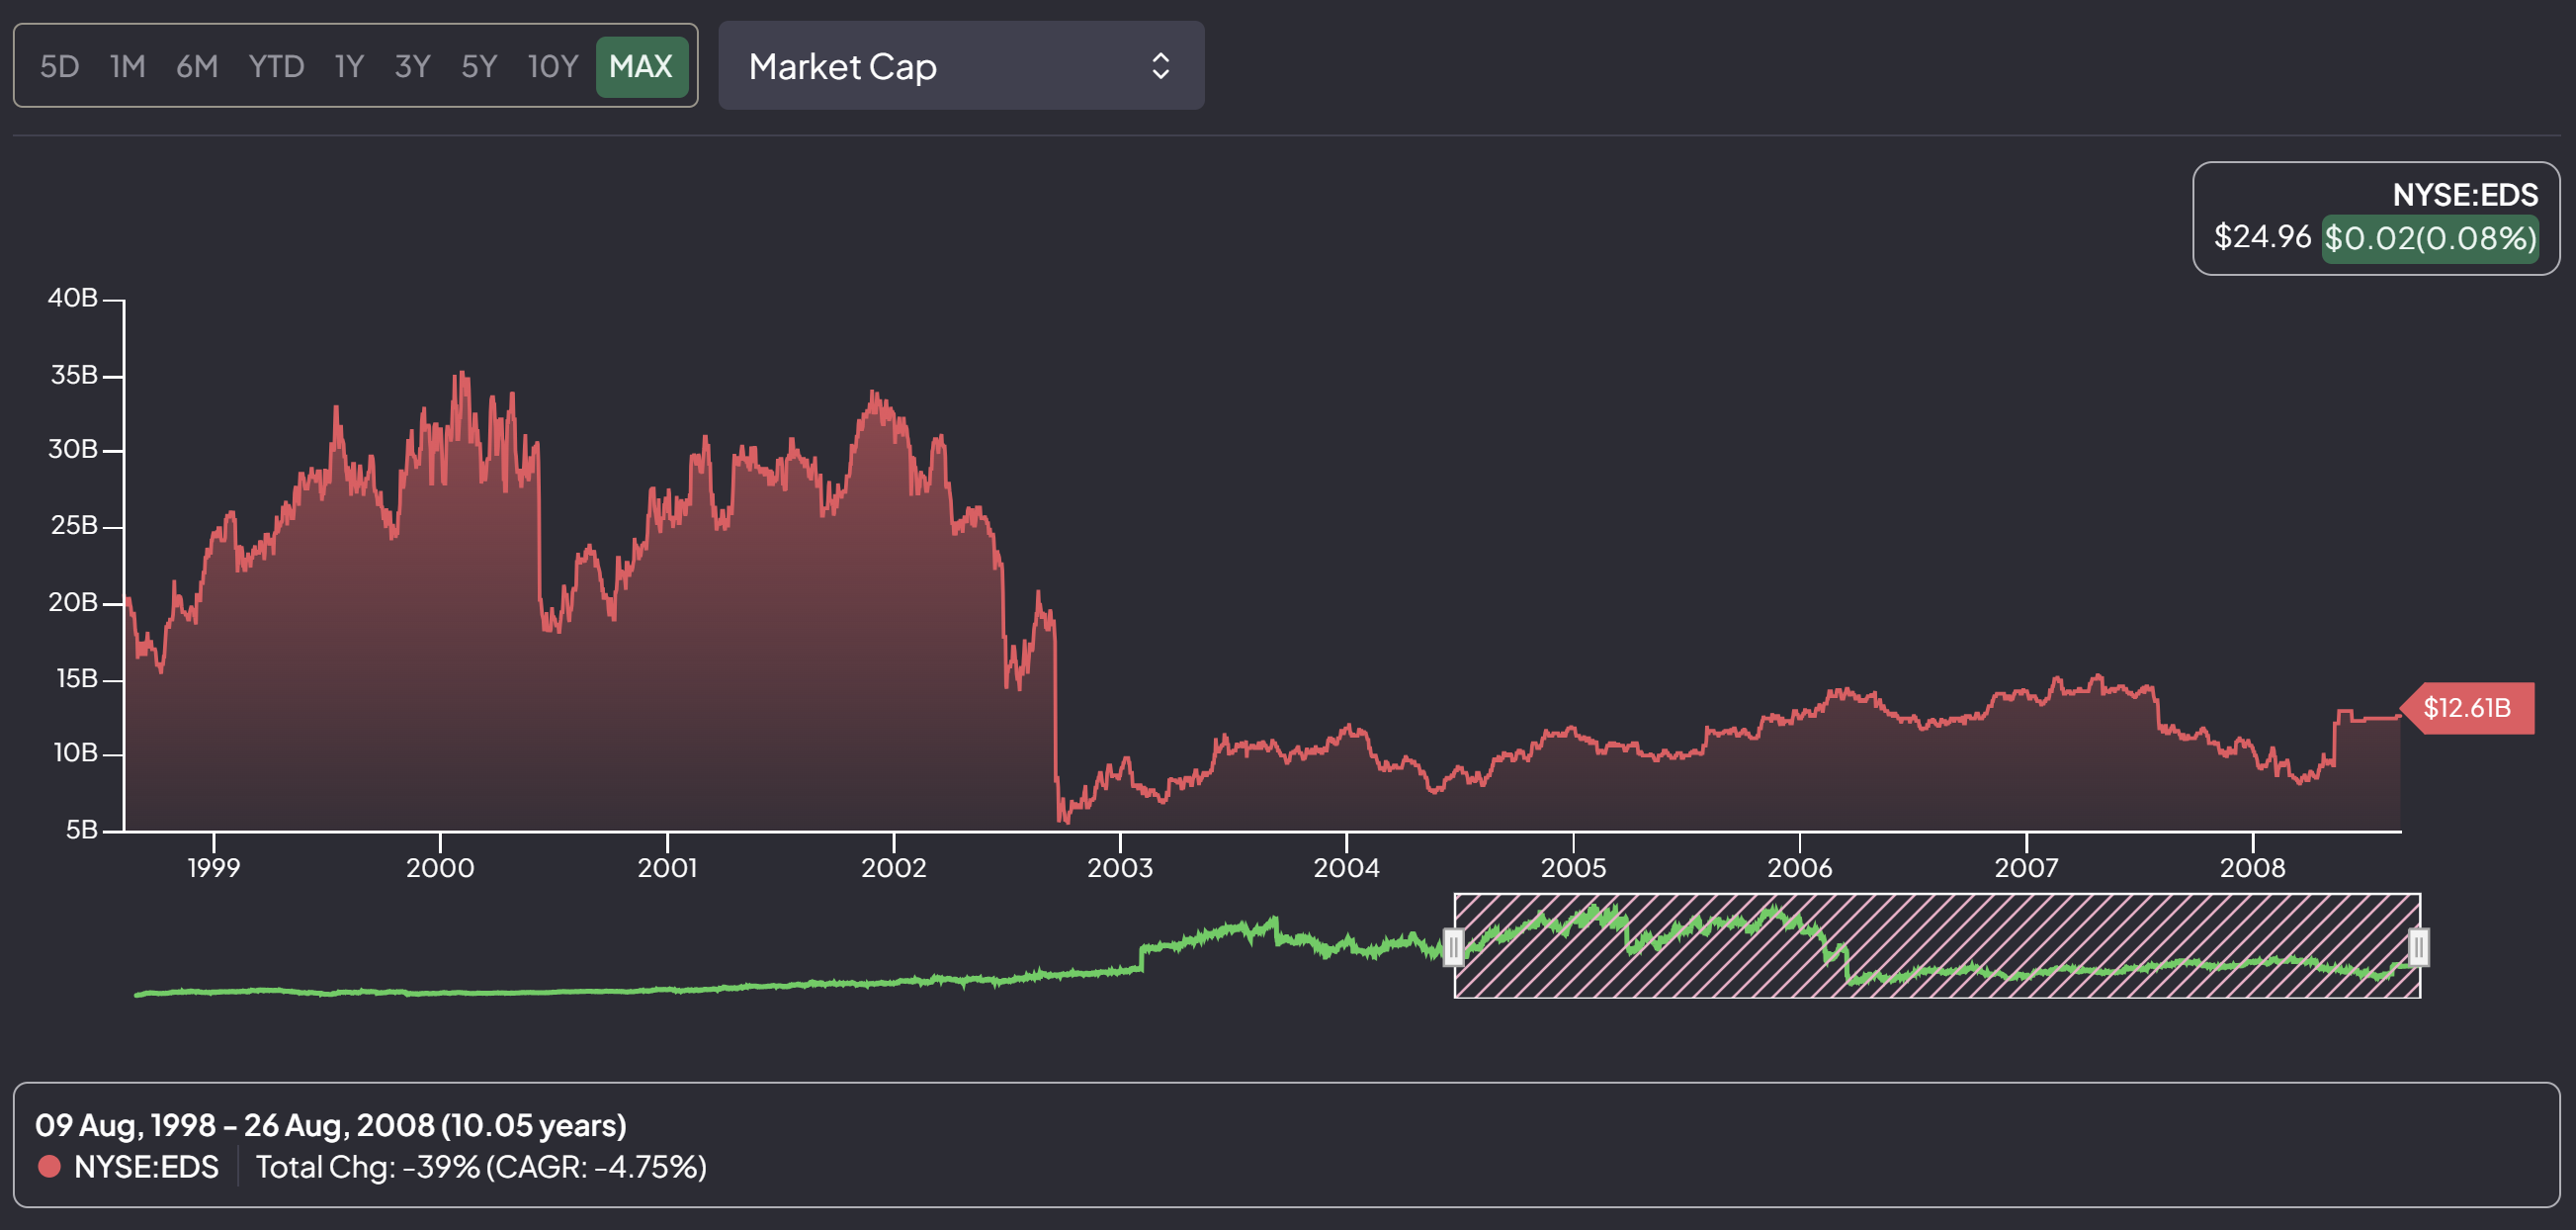 5D 1M 6M YTD 1Y 3Y 5Y 10Y MAX
Market Cap
NYSE:EDS
$24.96 $0.02(0.08%)
40B
35B
30B
25B
20B
15B
10B
5B
$12.61B
1999 2000 2001 2002 2003 2004 2005 2006 2007 2008
09 Aug, 1998 – 26 Aug, 2008 (10.05 years)
NYSE:EDS Total Chg: -39% (CAGR: -4.75%)